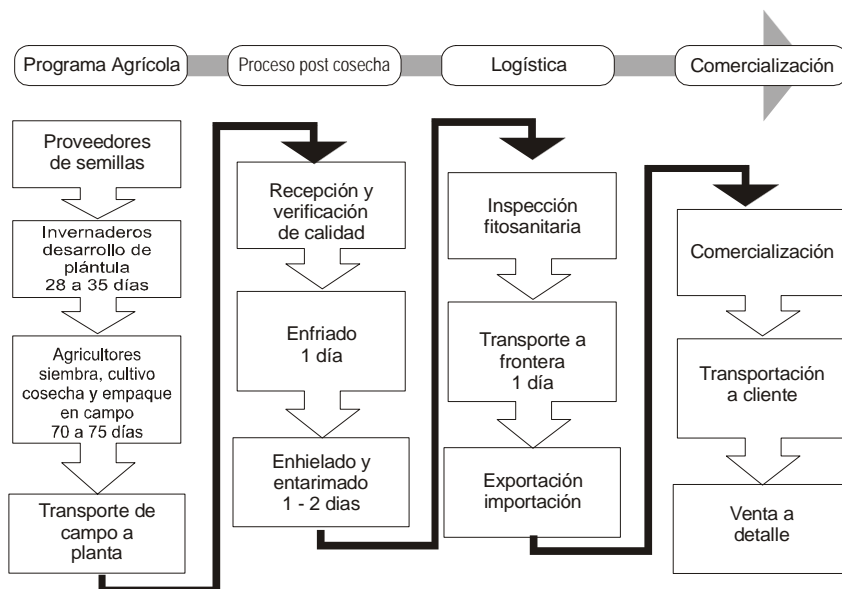 Programa Agrícola
Proceso post cosecha
Logística
Comercialización
Proveedores
de semillas
Invernaderos
desarrollo de
plántula
28 a 35 días
Agricultores
siembra, cultivo
cosecha y empaque
en campo
70 a 75 días
Transporte de
campo a
planta
Recepción y
verificación
de calidad
Enfriado
1 día
Enhielado y
entarimado
1 - 2 dias
Inspección
fitosanitaria
Transporte a
frontera
1 día
Exportación
importación
Comercialización
Transportación
a cliente
Venta a
detalle